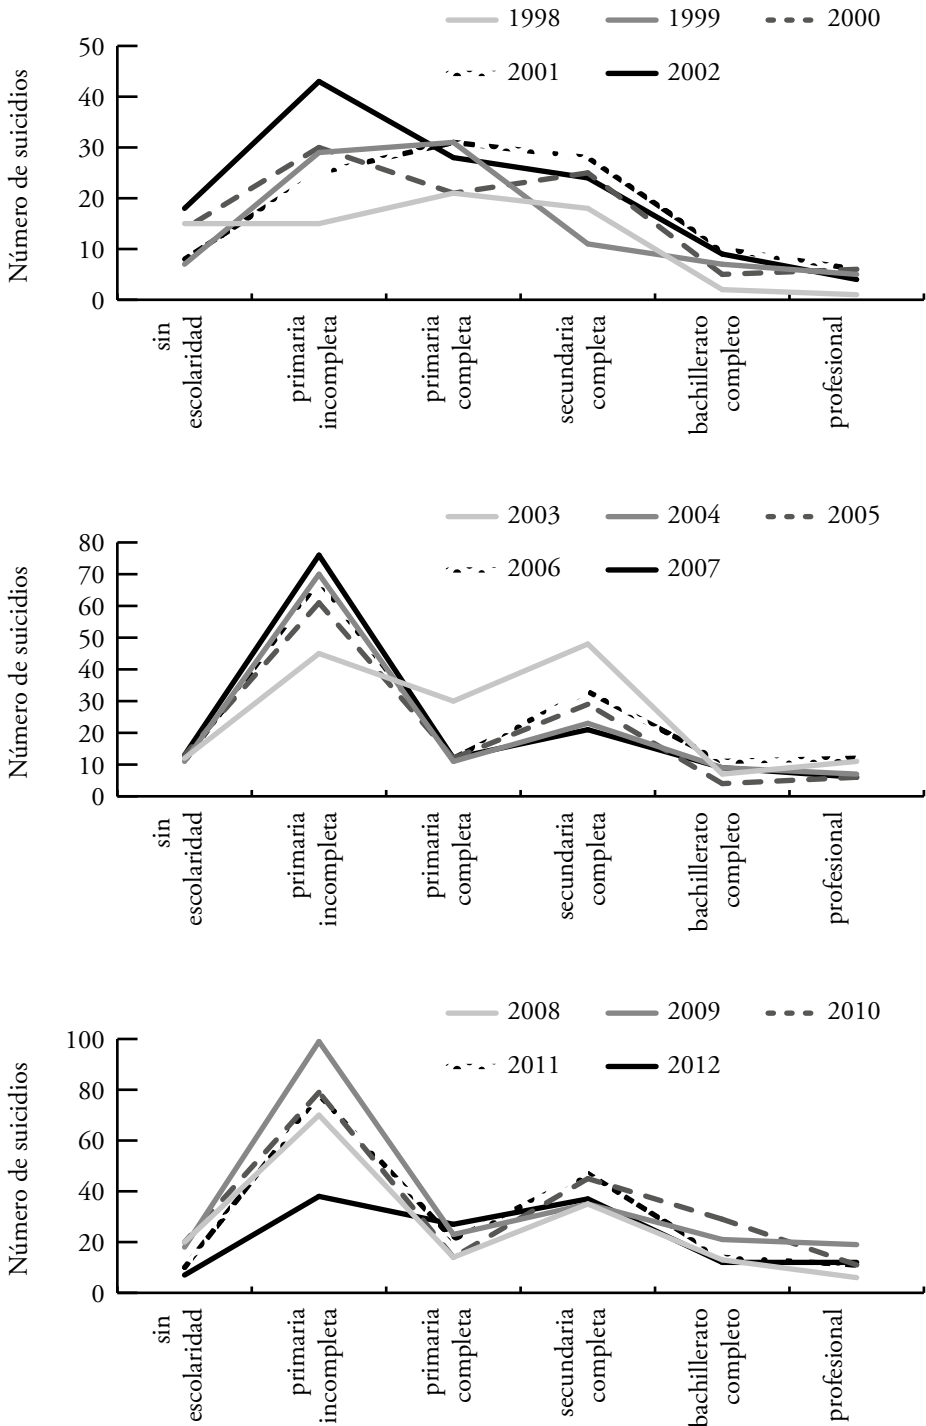 1998 1999 2000
2001 2002
Número de suicidios
50
40
30
20
10
0
sin
escolaridad
primaria
incompleta
primaria
completa
secundaria
completa
bachillerato
completo
profesional
2003 2004 2005
2006 2007
Número de suicidios
80
70
60
50
40
30
20
10
0
sin
escolaridad
primaria
incompleta
primaria
completa
secundaria
completa
bachillerato
completo
profesional
2008 2009 2010
2011 2012
Número de suicidios
100
80
60
40
20
0
sin
escolaridad
primaria
incompleta
primaria
completa
secundaria
completa
bachillerato
completo
profesional